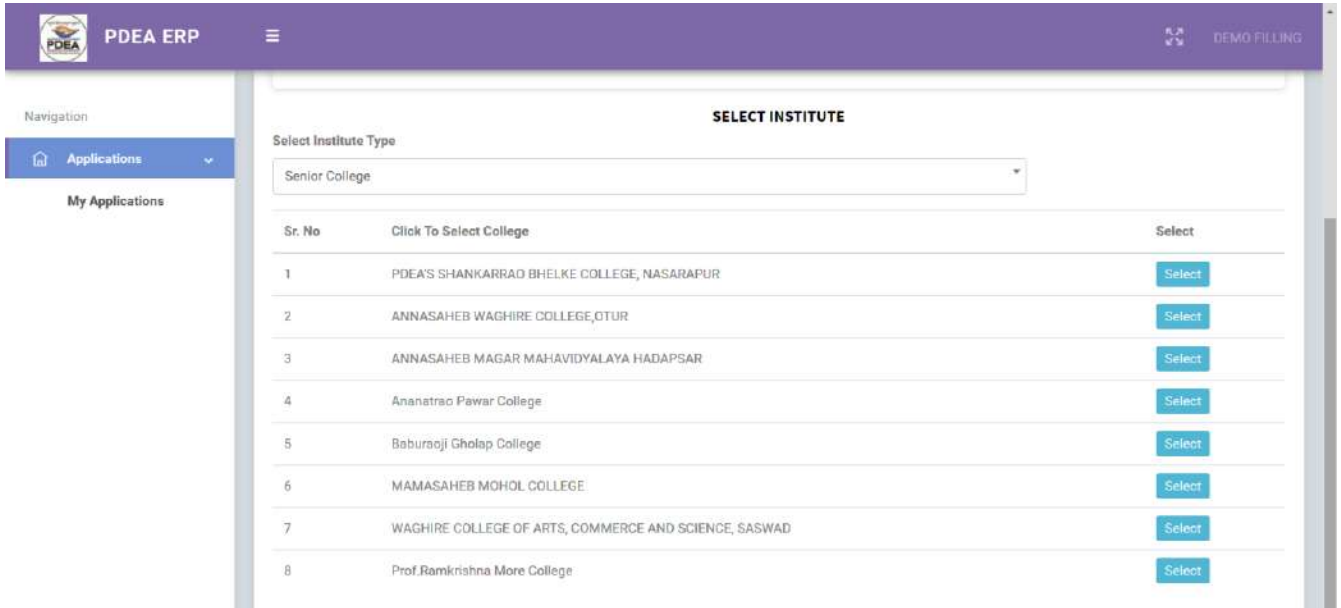 PDEA
PDEA ERP
DEMO FILLING
Navigation
Applications
My Applications
SELECT INSTITUTE
Select Institute Type
Senior College
Sr. No Click To Select College Select
1 PDEA'S SHANKARRAO BHELKE COLLEGE, NASARAPUR Select
2 ANNASAHEB WAGHIRE COLLEGE,OTUR Select
3 ANNASAHEB MAGAR MAHAVIDYALAYA HADAPSAR Select
4 Ananatrao Pawar College Select
5 Baburaoji Gholap College Select
6 MAMASAHEB MOHOL COLLEGE Select
7 WAGHIRE COLLEGE OF ARTS, COMMERCE AND SCIENCE, SASWAD Select
8 Prof.Ramkrishna More College Select